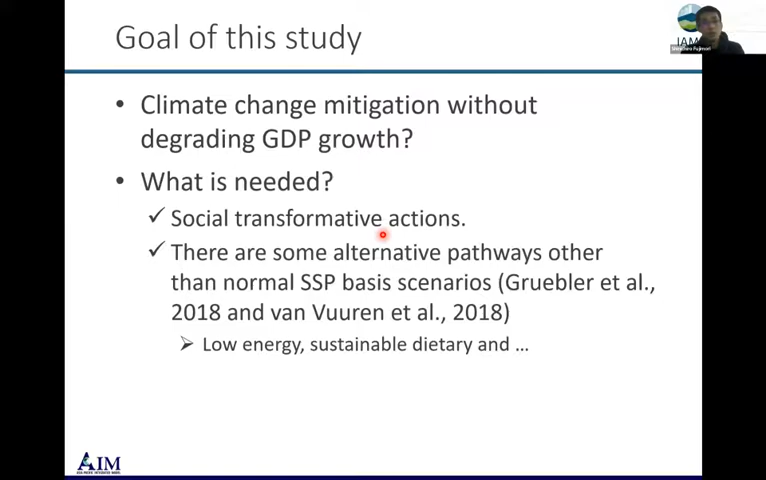 Goal of this study
• Climate change mitigation without
degrading GDP growth?
• What is needed?
✓ Social transformative actions.
✓ There are some alternative pathways other
than normal SSP basis scenarios (Gruebler et al.,
2018 and van Vuuren et al., 2018)
➢ Low energy, sustainable dietary and …
AIM